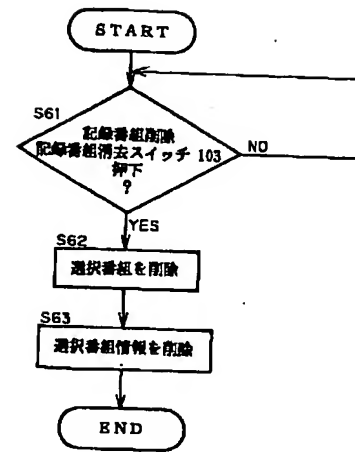 START
S61
記録番組削除
記録番組消去スイッチ 103
押下
?
NO
YES
S62
選択番組を削除
S63
選択番組情報を削除
END